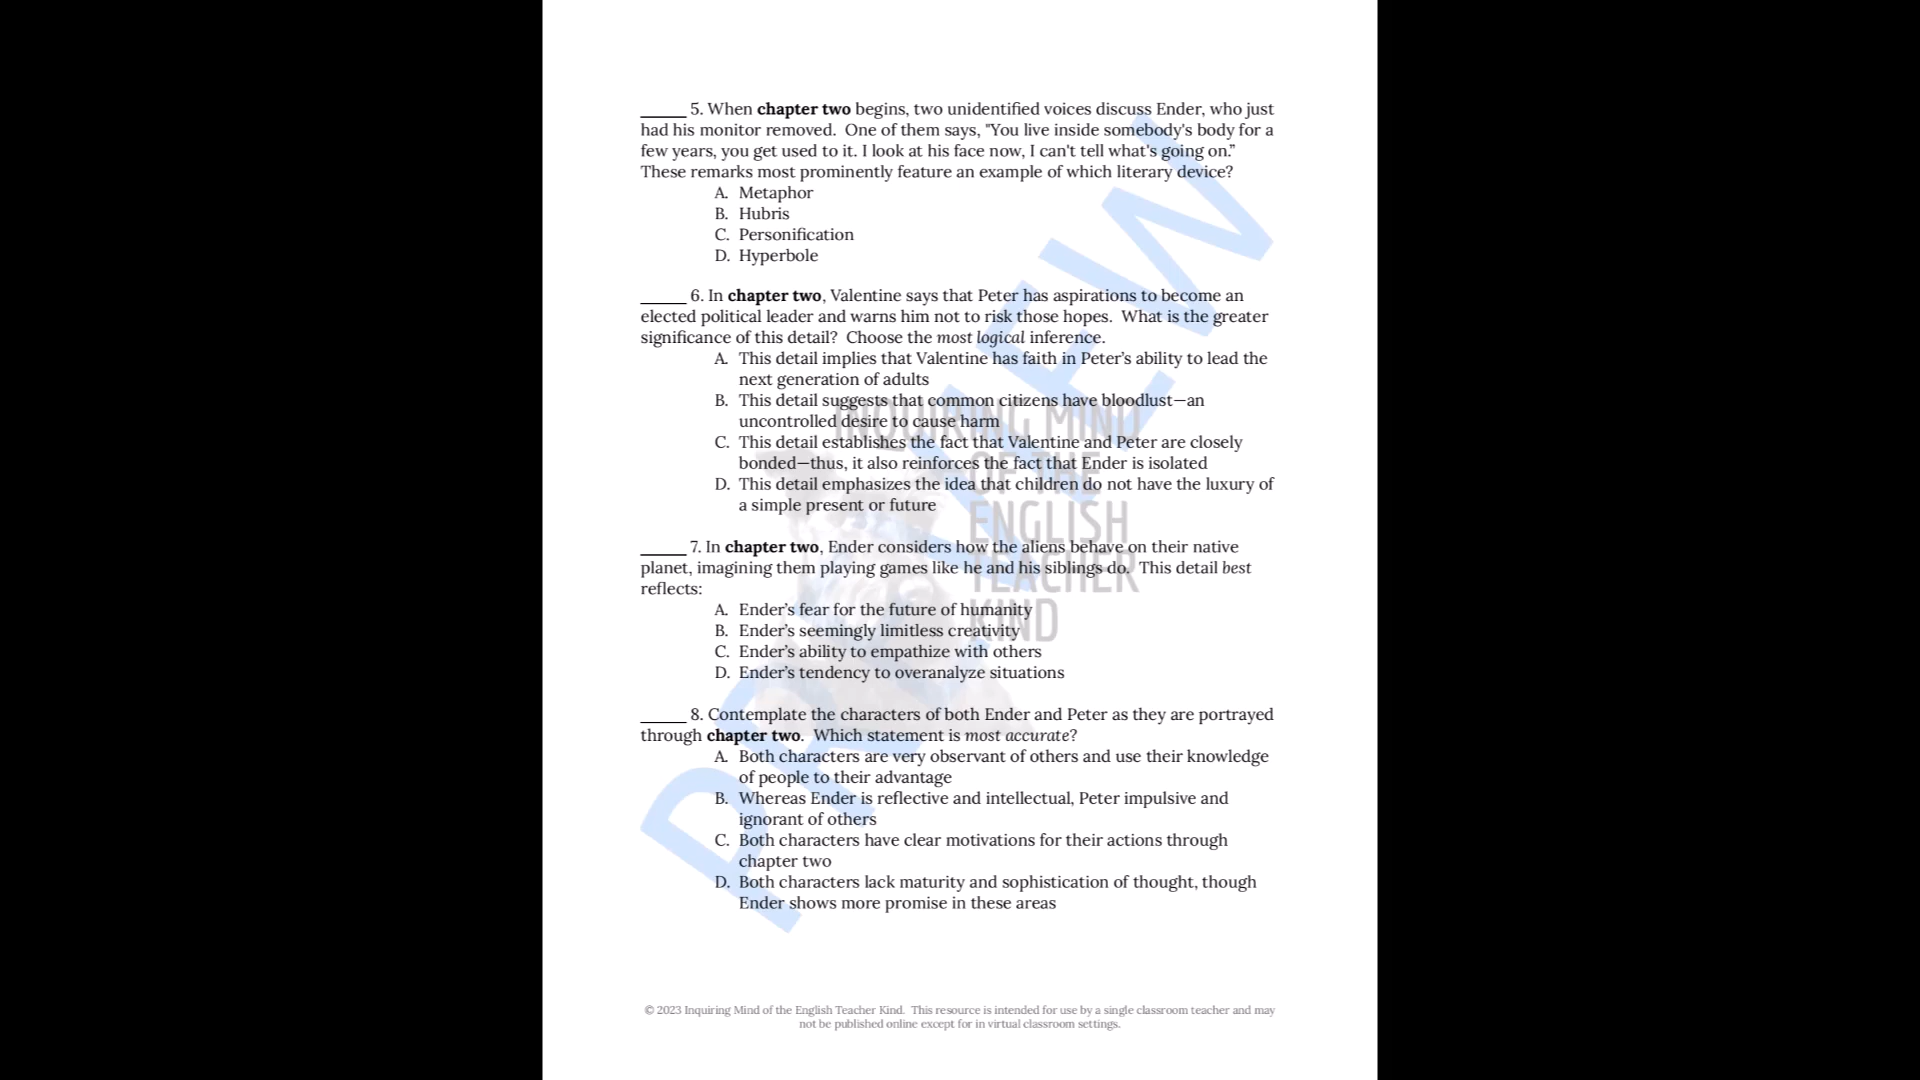 _____ 5. When chapter two begins, two unidentified voices discuss Ender, who just
had his monitor removed.  One of them says, "You live inside somebody's body for a
few years, you get used to it. I look at his face now, I can't tell what's going on.”
These remarks most prominently feature an example of which literary device?
A. Metaphor
B. Hubris
C. Personification
D. Hyperbole
_____ 6. In chapter two, Valentine says that Peter has aspirations to become an
elected political leader and warns him not to risk those hopes.  What is the greater
significance of this detail?  Choose the most logical inference.
A. This detail implies that Valentine has faith in Peter’s ability to lead the
next generation of adults
B. This detail suggests that common citizens have bloodlust—an
uncontrolled desire to cause harm
C. This detail establishes the fact that Valentine and Peter are closely
bonded—thus, it also reinforces the fact that Ender is isolated
D. This detail emphasizes the idea that children do not have the luxury of
a simple present or future
_____ 7. In chapter two, Ender considers how the aliens behave on their native
planet, imagining them playing games like he and his siblings do.  This detail best
reflects:
A. Ender’s fear for the future of humanity
B. Ender’s seemingly limitless creativity
C. Ender’s ability to empathize with others
D. Ender’s tendency to overanalyze situations
_____ 8. Contemplate the characters of both Ender and Peter as they are portrayed
through chapter two.  Which statement is most accurate?
A. Both characters are very observant of others and use their knowledge
of people to their advantage
B. Whereas Ender is reflective and intellectual, Peter impulsive and
ignorant of others
C. Both characters have clear motivations for their actions through
chapter two
D. Both characters lack maturity and sophistication of thought, though
Ender shows more promise in these areas
© 2023 Inquiring Mind of the English Teacher Kind.  This resource is intended for use by a single classroom teacher and may
not be published online except for in virtual classroom settings.
PREVIEW
INQUIRING MIND
OF THE
ENGLISH
TEACHER
KIND